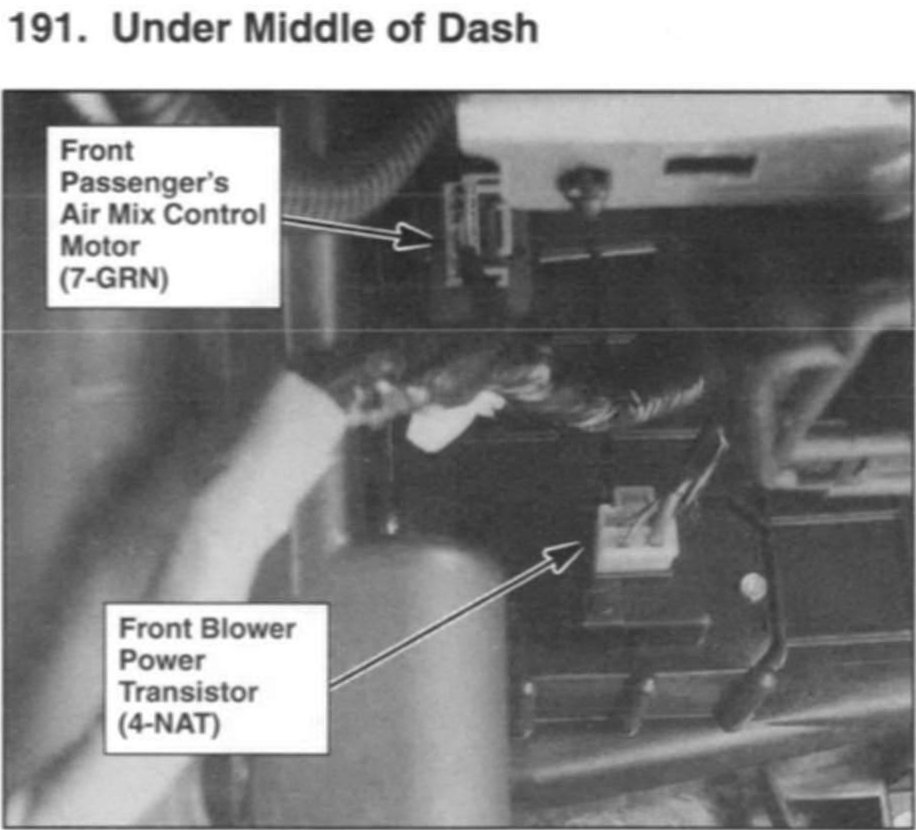 191. Under Middle of Dash
Front
Passenger's
Air Mix Control
Motor
(7-GRN)
Front Blower
Power
Transistor
(4-NAT)